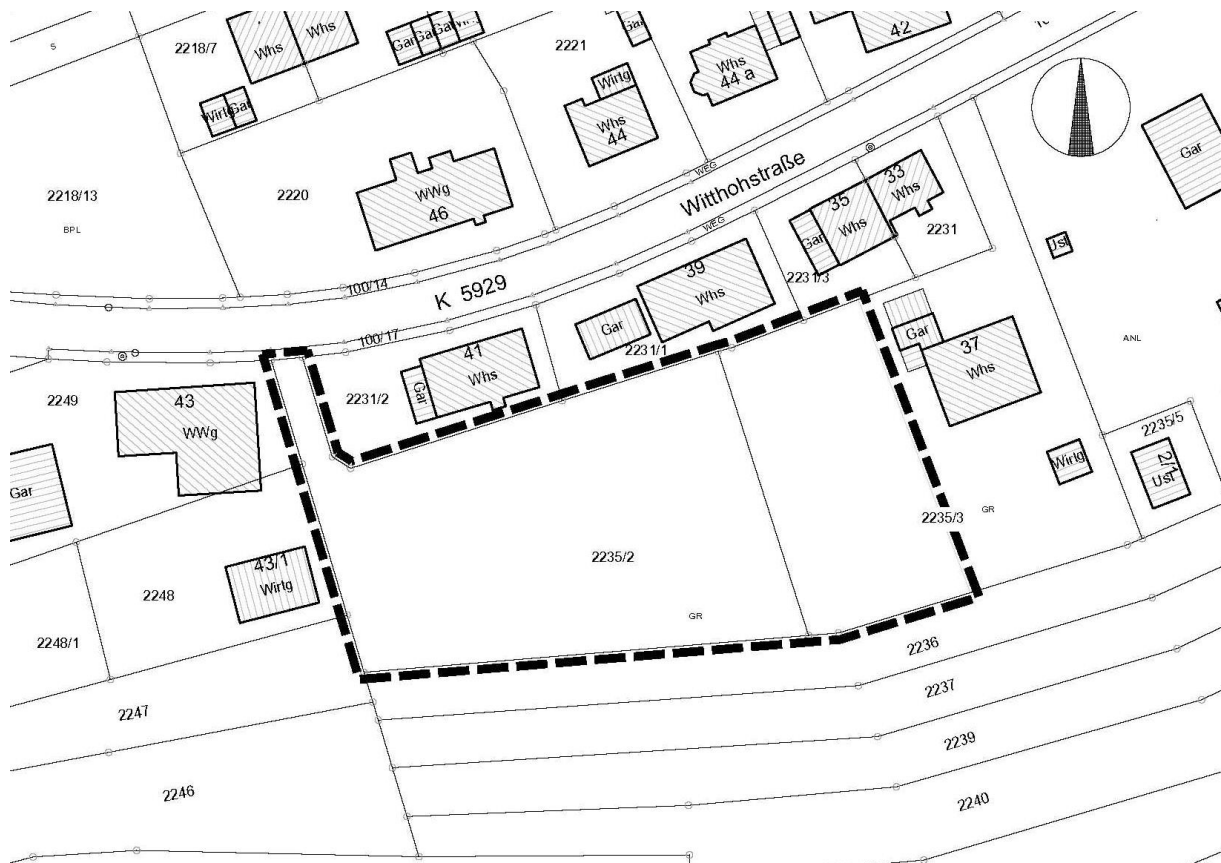 S
2218/7
Whs
Whs
Gar
Ga
Ga
Wirtg
Gar
2221
Gar
Wirtg
Whs
44
Whs
44 a
42
2218/13
BPL
2220
WWg
46
WEG
Witthohstraße
WEG
K 5929
100/14
100/17
33
Whs
35
Whs
Gar
2231
2231/3
39
Whs
Gar
2231/1
41
Whs
Gar
2231/2
Gar
Ust
ANL
Gar
37
Whs
2249
43
WWg
Gar
43/1
Wirtg
2248
2248/1
2235/2
GR
2235/3
GR
Wirtg
2235/5
2/1
Ust
2236
2237
2239
2240
2247
2246